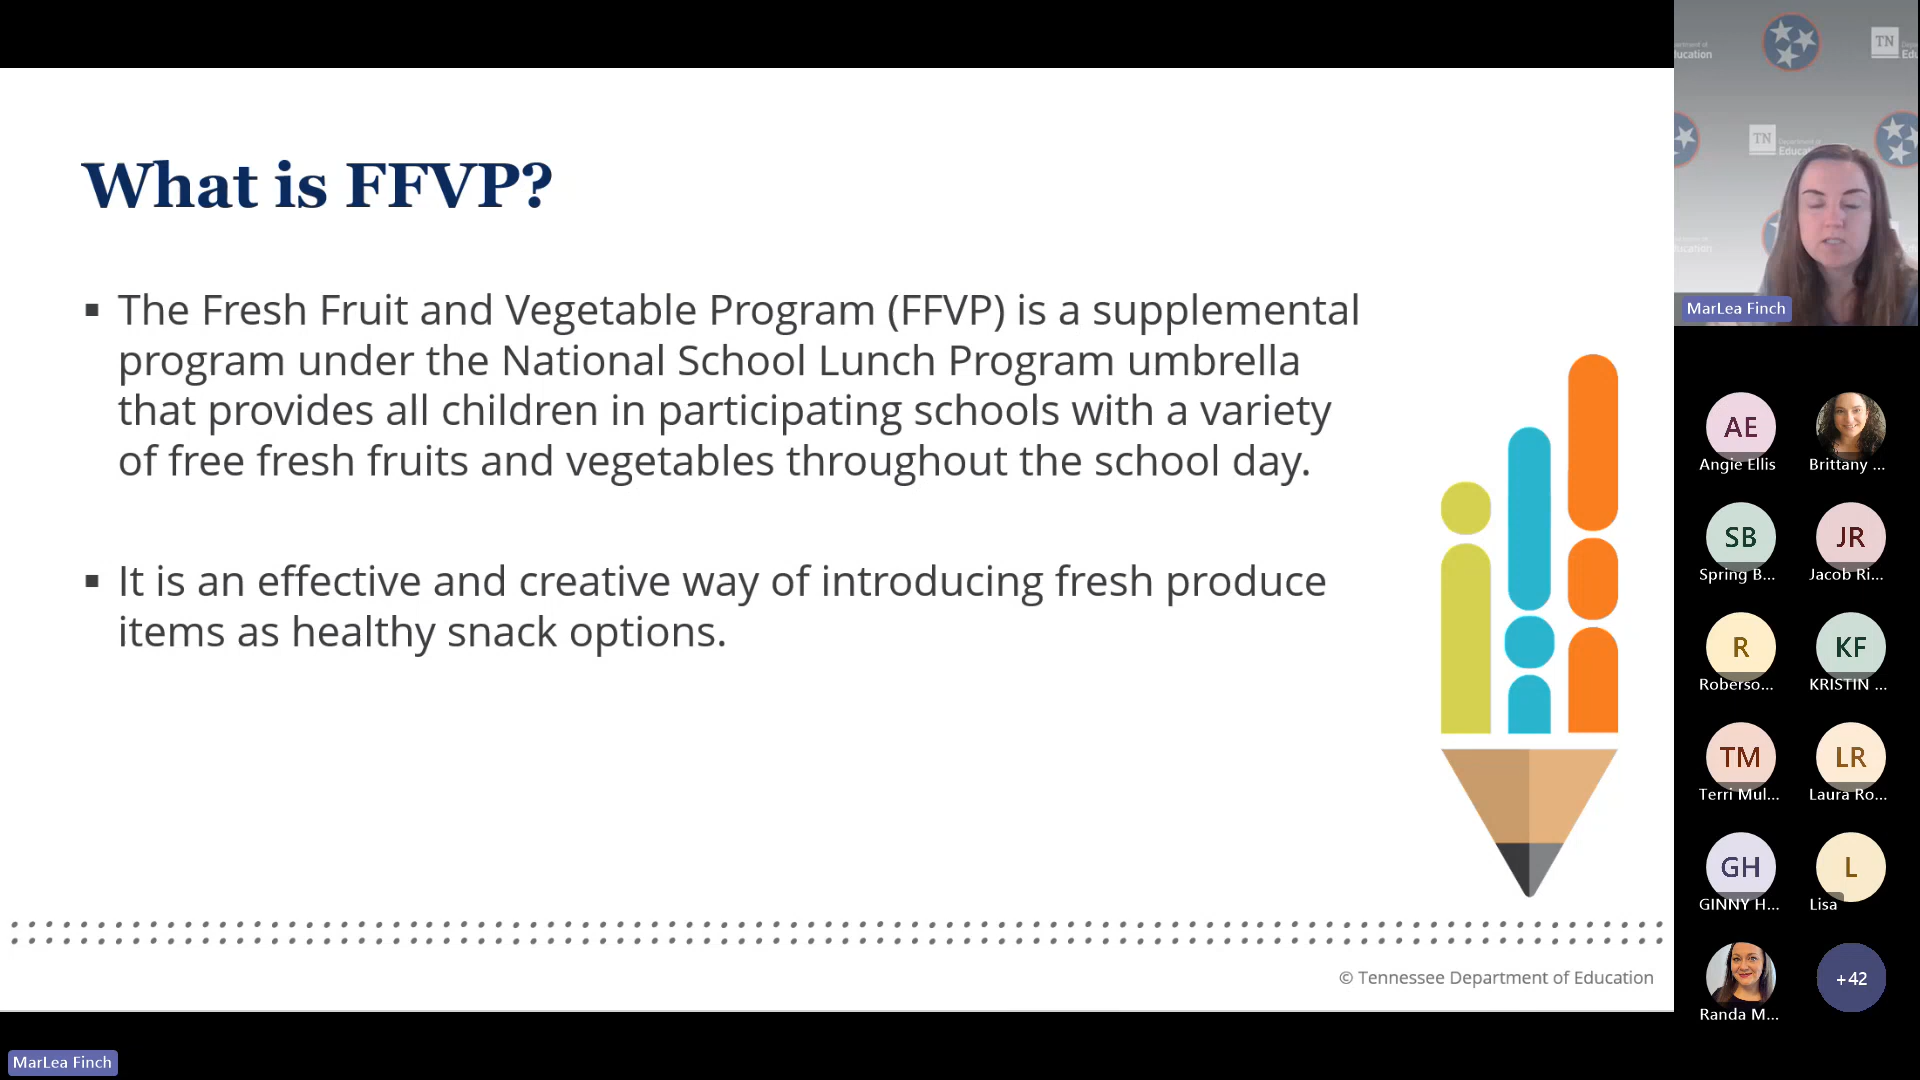 What is FFVP?
▪ The Fresh Fruit and Vegetable Program (FFVP) is a supplemental
program under the National School Lunch Program umbrella
that provides all children in participating schools with a variety
of free fresh fruits and vegetables throughout the school day.
▪ It is an effective and creative way of introducing fresh produce
items as healthy snack options.
© Tennessee Department of Education
MarLea Finch
TN
TN
Department of
MarLea Finch
AE
Angie Ellis
Brittany ...
SB
Spring B...
JR
Jacob Ri...
R
Roberso...
KF
KRISTIN ...
TM
Terri Mul...
LR
Laura Ro...
GH
GINNY H...
L
Lisa
Randa M...
+42